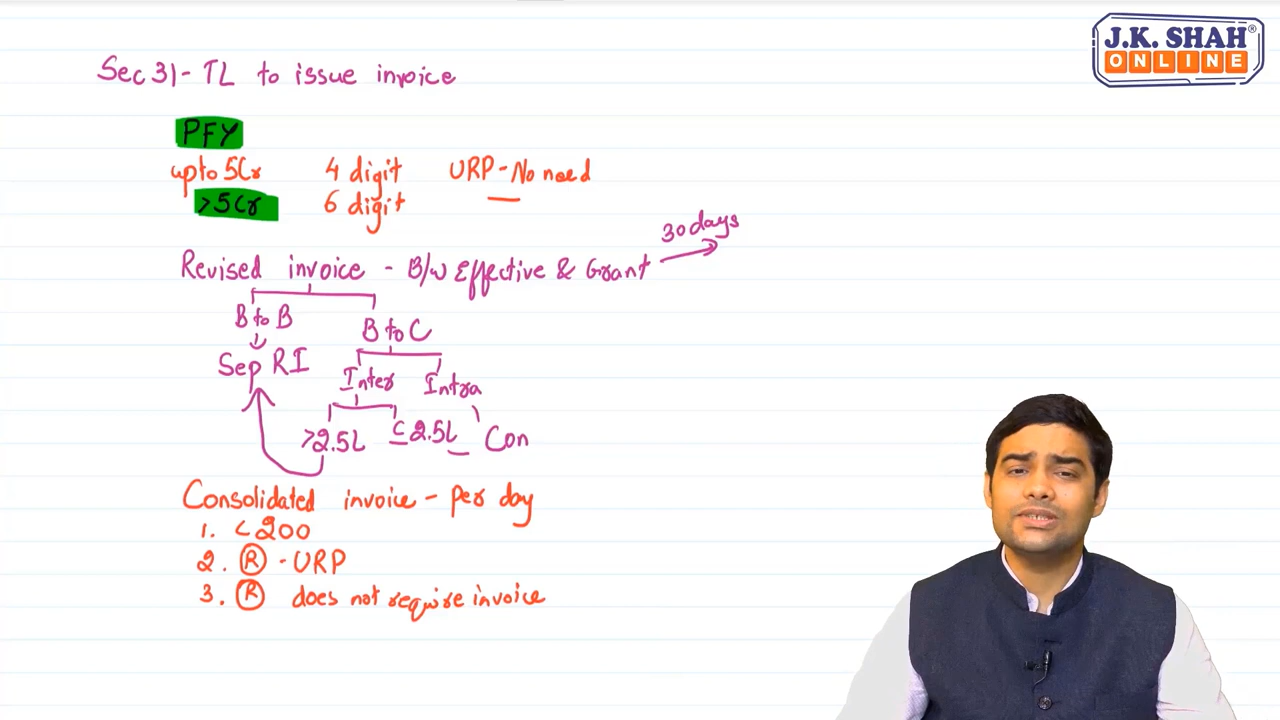 J.K. SHAH®
ONLINE
Sec 31 - TL to issue invoice
PFY
upto 5Cr 4 digit URP - No need
>5Cr 6 digit
30 days
Revised invoice - B/w Effective & Grant
B to B B to C
Sep RI
Inter Intra
>2.5L ≤2.5L Con
Consolidated invoice - per day
1. <200
2. Ⓡ - URP
3. Ⓡ does not require invoice